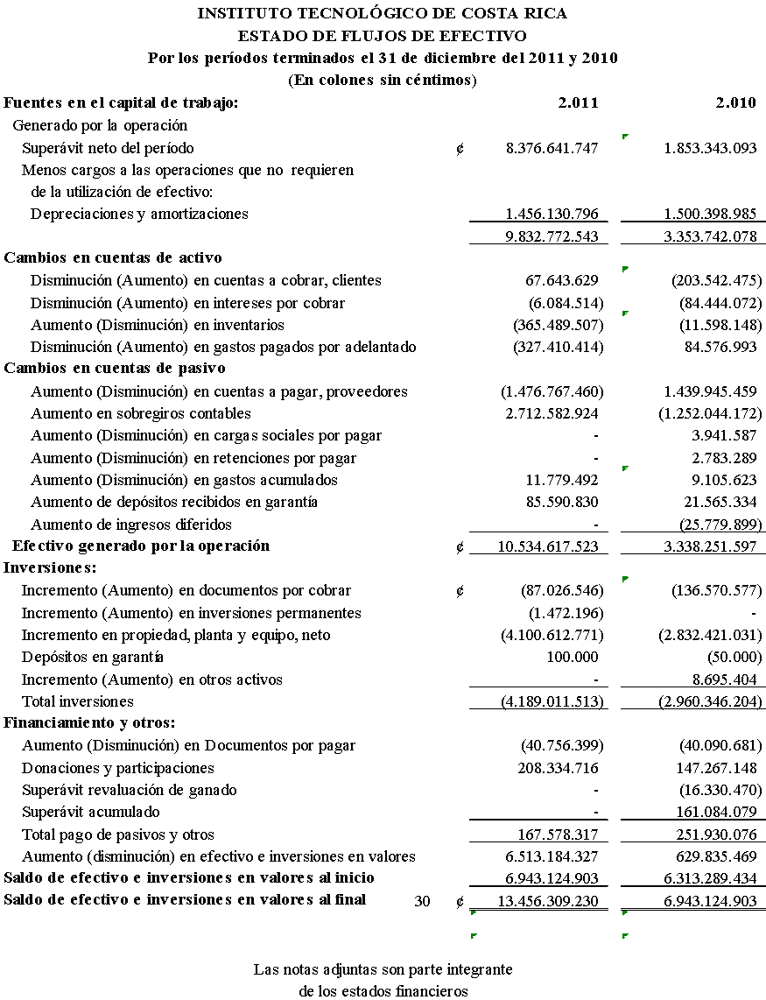 INSTITUTO TECNOLÓGICO DE COSTA RICA
ESTADO DE FLUJOS DE EFECTIVO
Por los períodos terminados el 31 de diciembre del 2011 y 2010
(En colones sin céntimos)
Fuentes en el capital de trabajo: 2.011 2.010
Generado por la operación
Superávit neto del período ¢ 8.376.641.747 1.853.343.093
Menos cargos a las operaciones que no requieren
de la utilización de efectivo:
Depreciaciones y amortizaciones 1.456.130.796 1.500.398.985
9.832.772.543 3.353.742.078
Cambios en cuentas de activo
Disminución (Aumento) en cuentas a cobrar, clientes 67.643.629 (203.542.475)
Disminución (Aumento) en intereses por cobrar (6.084.514) (84.444.072)
Aumento (Disminución) en inventarios (365.489.507) (11.598.148)
Disminución (Aumento) en gastos pagados por adelantado (327.410.414) 84.576.993
Cambios en cuentas de pasivo
Aumento (Disminución) en cuentas a pagar, proveedores (1.476.767.460) 1.439.945.459
Aumento en sobregiros contables 2.712.582.924 (1.252.044.172)
Aumento (Disminución) en cargas sociales por pagar - 3.941.587
Aumento (Disminución) en retenciones por pagar - 2.783.289
Aumento (Disminución) en gastos acumulados 11.779.492 9.105.623
Aumento de depósitos recibidos en garantía 85.590.830 21.565.334
Aumento de ingresos diferidos - (25.779.899)
Efectivo generado por la operación ¢ 10.534.617.523 3.338.251.597
Inversiones:
Incremento (Aumento) en documentos por cobrar ¢ (87.026.546) (136.570.577)
Incremento (Aumento) en inversiones permanentes (1.472.196) -
Incremento en propiedad, planta y equipo, neto (4.100.612.771) (2.832.421.031)
Depósitos en garantía 100.000 (50.000)
Incremento (Aumento) en otros activos - 8.695.404
Total inversiones (4.189.011.513) (2.960.346.204)
Financiamiento y otros:
Aumento (Disminución) en Documentos por pagar (40.756.399) (40.090.681)
Donaciones y participaciones 208.334.716 147.267.148
Superávit revaluación de ganado - (16.330.470)
Superávit acumulado - 161.084.079
Total pago de pasivos y otros 167.578.317 251.930.076
Aumento (disminución) en efectivo e inversiones en valores 6.513.184.327 629.835.469
Saldo de efectivo e inversiones en valores al inicio 6.943.124.903 6.313.289.434
Saldo de efectivo e inversiones en valores al final 30 ¢ 13.456.309.230 6.943.124.903
Las notas adjuntas son parte integrante
de los estados financieros